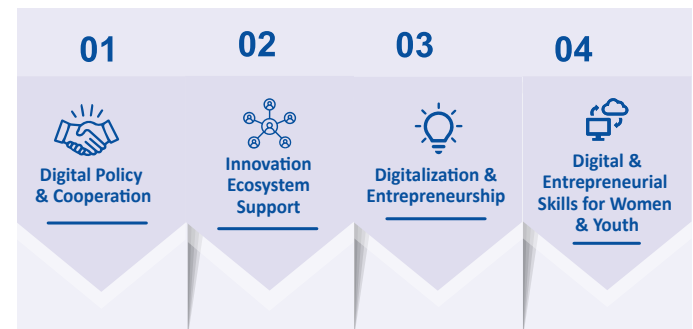 01
Digital Policy
& Cooperation
02
Innovation
Ecosystem
Support
03
Digitalization &
Entrepreneurship
04
Digital &
Entrepreneurial
Skills for Women
& Youth